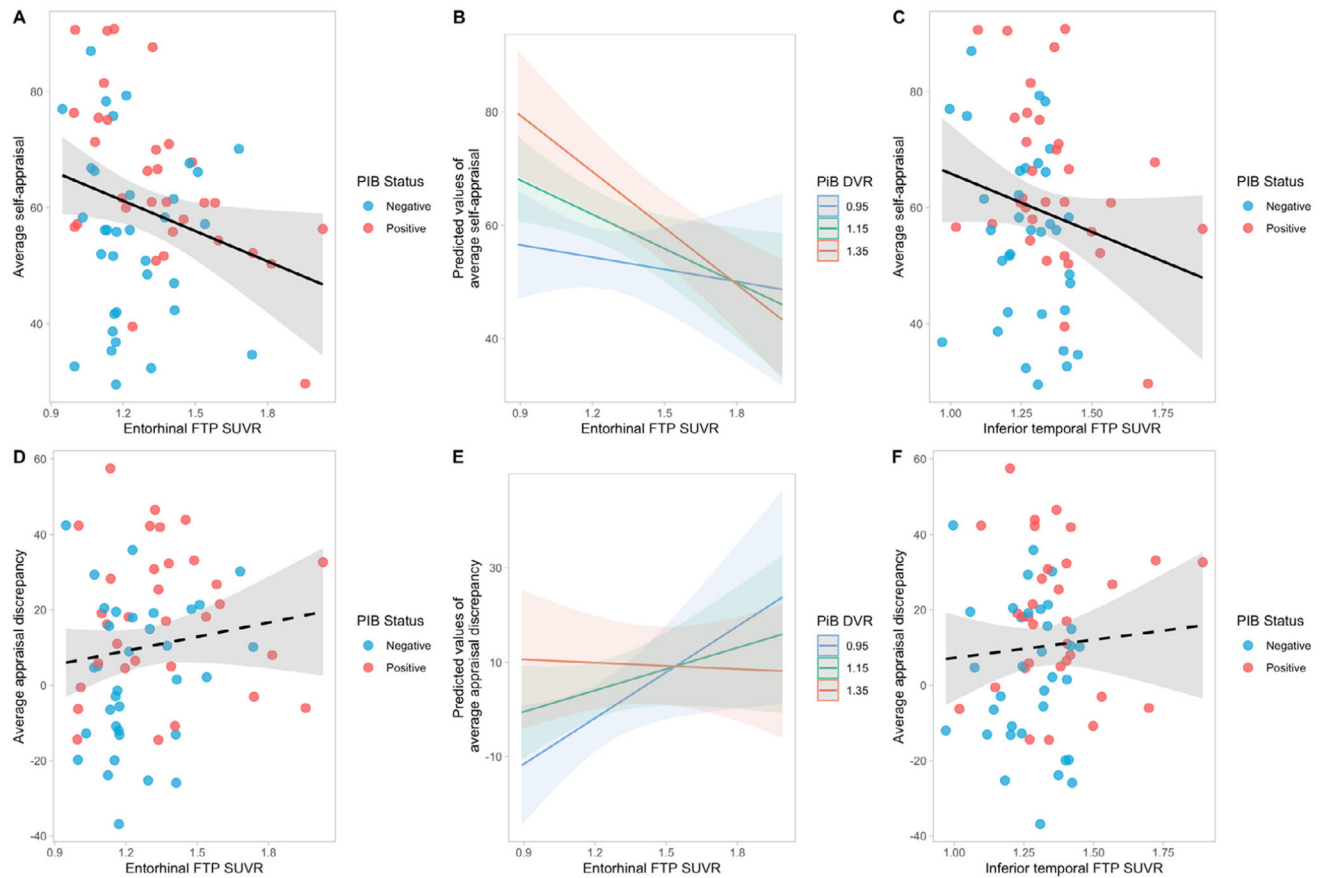 A
Average self-appraisal
80
60
40
0.9 1.2 1.5 1.8
Entorhinal FTP SUVR
PIB Status
Negative
Positive
B
Predicted values of
average self-appraisal
80
60
40
0.9 1.2 1.5 1.8
Entorhinal FTP SUVR
PiB DVR
0.95
1.15
1.35
C
Average self-appraisal
80
60
40
1.00 1.25 1.50 1.75
Inferior temporal FTP SUVR
PIB Status
Negative
Positive
D
Average appraisal discrepancy
60
40
20
0
-20
-40
0.9 1.2 1.5 1.8
Entorhinal FTP SUVR
PIB Status
Negative
Positive
E
Predicted values of
average appraisal discrepancy
30
10
-10
0.9 1.2 1.5 1.8
Entorhinal FTP SUVR
PiB DVR
0.95
1.15
1.35
F
Average appraisal discrepancy
60
40
20
0
-20
-40
1.00 1.25 1.50 1.75
Inferior temporal FTP SUVR
PIB Status
Negative
Positive